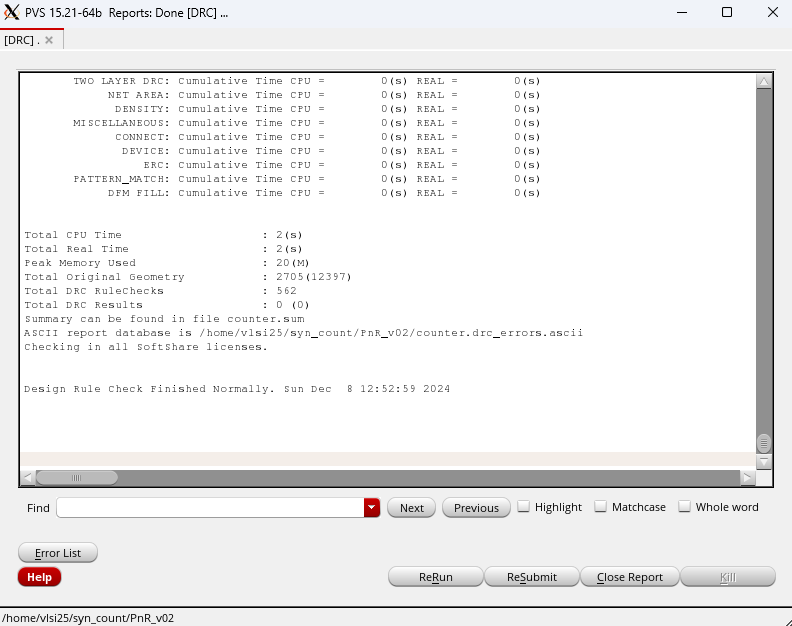 PVS 15.21-64b Reports: Done [DRC] ...
[DRC] .
TWO LAYER DRC: Cumulative Time CPU = 0(s) REAL = 0(s)
NET AREA: Cumulative Time CPU = 0(s) REAL = 0(s)
DENSITY: Cumulative Time CPU = 0(s) REAL = 0(s)
MISCELLANEOUS: Cumulative Time CPU = 0(s) REAL = 0(s)
CONNECT: Cumulative Time CPU = 0(s) REAL = 0(s)
DEVICE: Cumulative Time CPU = 0(s) REAL = 0(s)
ERC: Cumulative Time CPU = 0(s) REAL = 0(s)
PATTERN_MATCH: Cumulative Time CPU = 0(s) REAL = 0(s)
DFM FILL: Cumulative Time CPU = 0(s) REAL = 0(s)
Total CPU Time : 2(s)
Total Real Time : 2(s)
Peak Memory Used : 20(M)
Total Original Geometry : 2705(12397)
Total DRC RuleChecks : 562
Total DRC Results : 0 (0)
Summary can be found in file counter.sum
ASCII report database is /home/vlsi25/syn_count/PnR_v02/counter.drc_errors.ascii
Checking in all SoftShare licenses.
Design Rule Check Finished Normally. Sun Dec 8 12:52:59 2024
Find Next Previous Highlight Matchcase Whole word
Error List
Help ReRun ReSubmit Close Report Kill
/home/vlsi25/syn_count/PnR_v02